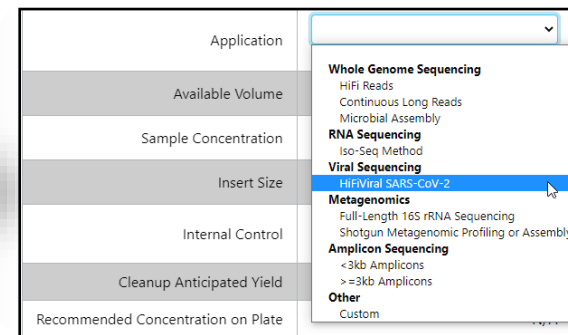 Application
Whole Genome Sequencing
HiFi Reads
Available Volume
Continuous Long Reads
Microbial Assembly
RNA Sequencing
Sample Concentration
Iso-Seq Method
Viral Sequencing
Insert Size
HiFiViral SARS-CoV-2
Metagenomics
Full-Length 16S rRNA Sequencing
Internal Control
Shotgun Metagenomic Profiling or Assembly
Amplicon Sequencing
<3kb Amplicons
Cleanup Anticipated Yield
>=3kb Amplicons
Other
Custom
Recommended Concentration on Plate